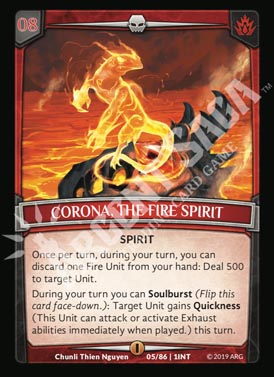 08
CORONA, THE FIRE SPIRIT
SPIRIT
Once per turn, during your turn, you can
discard one Fire Unit from your hand: Deal 500
to target Unit.
During your turn you can Soulburst (Flip this
card face-down.): Target Unit gains Quickness
(This Unit can attack or activate Exhaust
abilities immediately when played.) this turn.
I
Chunli Thien Nguyen 05/86 | 1INT ©2019 ARG